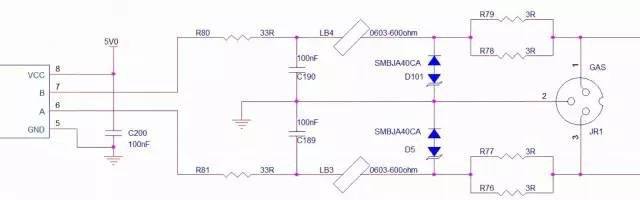 R79 3R
5V0
R80 33R LB4 0603-600ohm
R78 3R
100nF
SMBJA40CA
GAS
VCC 8
C190
D101
1
B 7
A 6
2
GND 5
C200
100nF
100nF
C189
SMBJA40CA
JR1
3
D5
R77 3R
R81 33R LB3 0603-600ohm
R76 3R